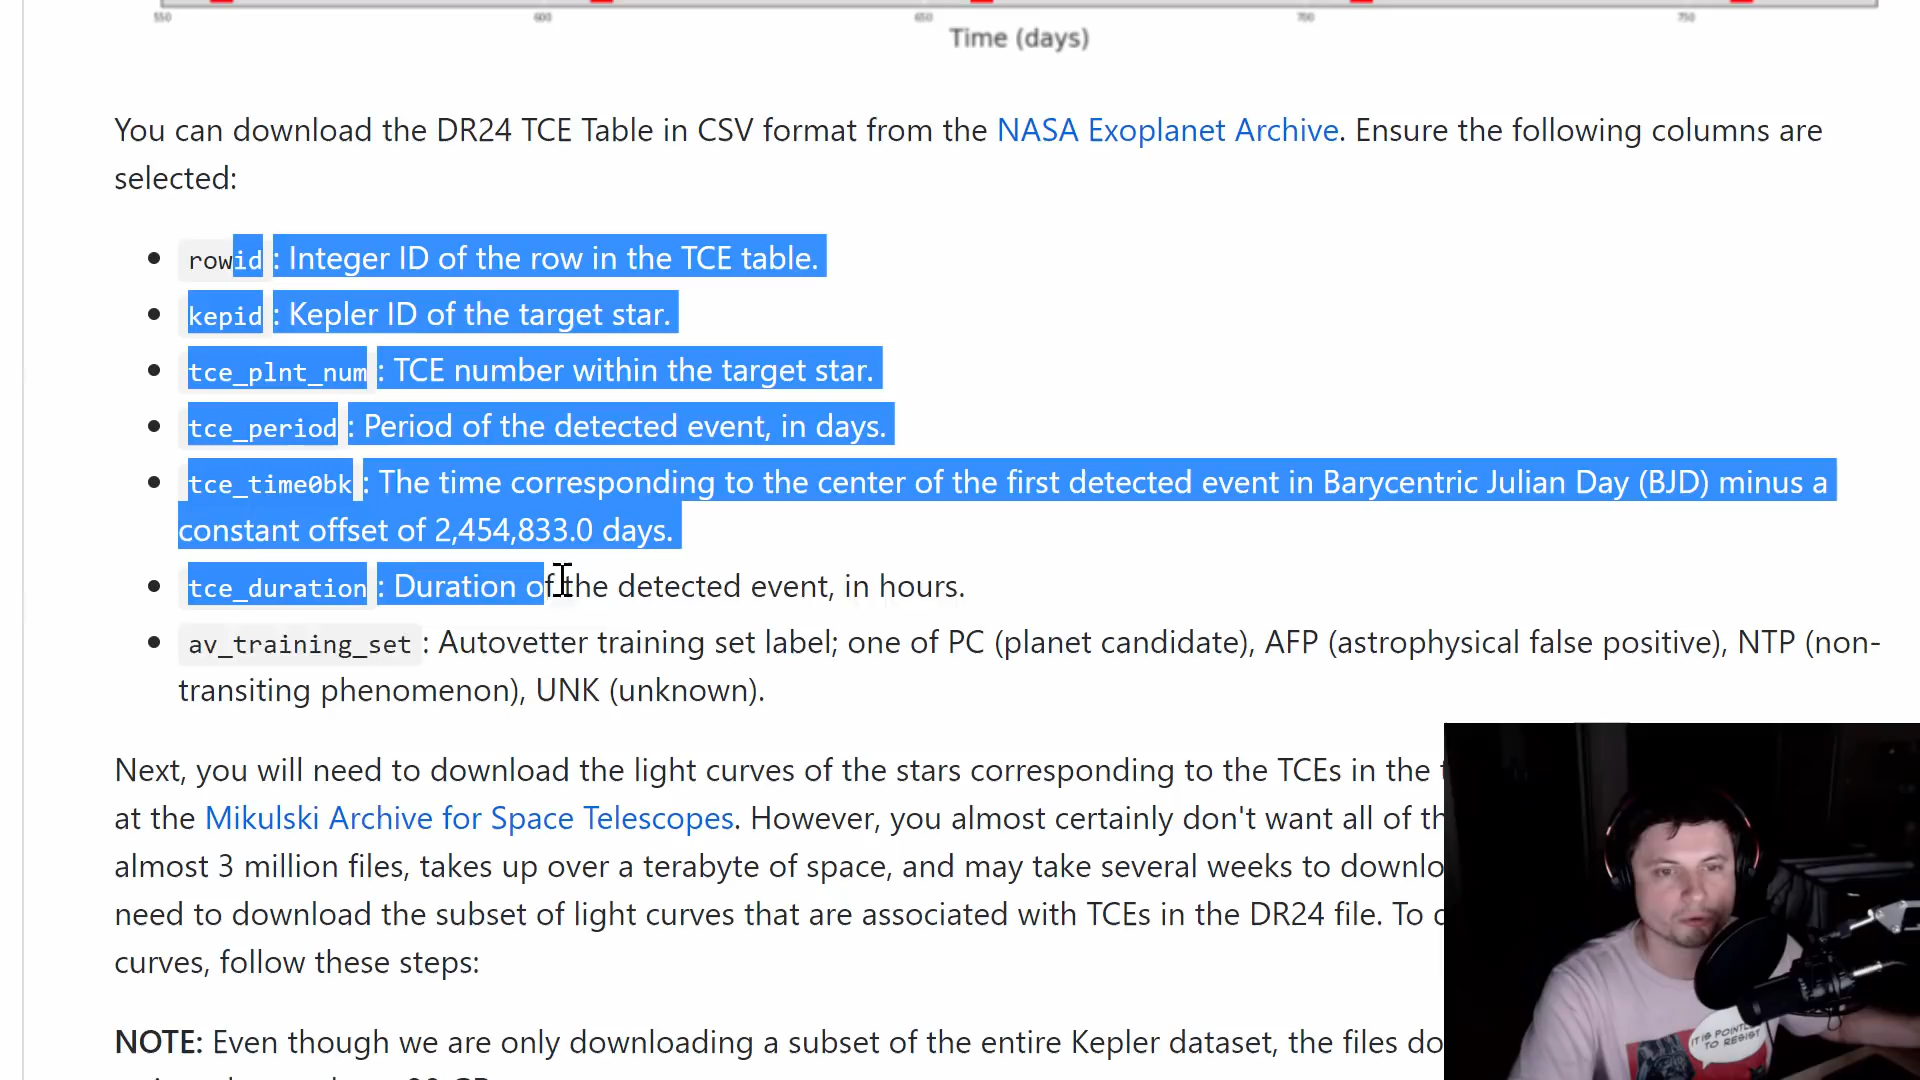 550 600 650 700 750
Time (days)
You can download the DR24 TCE Table in CSV format from the NASA Exoplanet Archive. Ensure the following columns are
selected:
rowid : Integer ID of the row in the TCE table.
kepid : Kepler ID of the target star.
tce_plnt_num : TCE number within the target star.
tce_period : Period of the detected event, in days.
tce_time0bk : The time corresponding to the center of the first detected event in Barycentric Julian Day (BJD) minus a
constant offset of 2,454,833.0 days.
tce_duration : Duration of the detected event, in hours.
av_training_set : Autovetter training set label; one of PC (planet candidate), AFP (astrophysical false positive), NTP (non-
transiting phenomenon), UNK (unknown).
Next, you will need to download the light curves of the stars corresponding to the TCEs in the
at the Mikulski Archive for Space Telescopes. However, you almost certainly don't want all of th
almost 3 million files, takes up over a terabyte of space, and may take several weeks to downlo
need to download the subset of light curves that are associated with TCEs in the DR24 file. To
curves, follow these steps:
NOTE: Even though we are only downloading a subset of the entire Kepler dataset, the files do
IT IS POINTL
TO RESIST